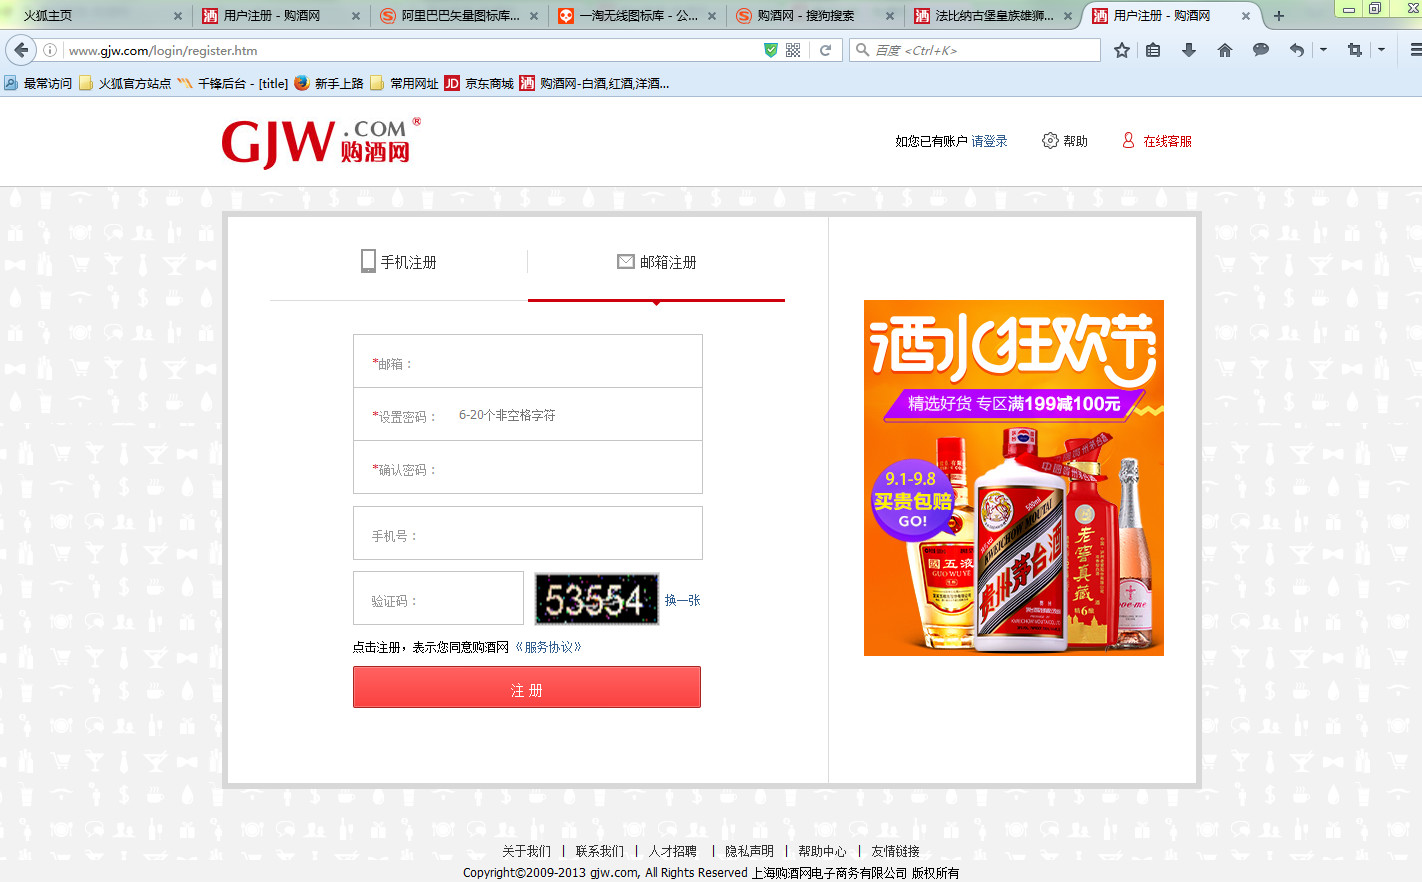 火狐主页
用户注册 - 购酒网
阿里巴巴矢量图标库...
一淘无线图标库 - 公...
购酒网 - 搜狗搜索
法比纳古堡皇族雄狮...
用户注册 - 购酒网
www.gjw.com/login/register.htm
百度 <Ctrl+K>
最常访问
火狐官方站点
千锋后台 - [title]
新手上路
常用网址
JD 京东商城
酒 购酒网-白酒,红酒,洋酒...
GJW.COM®
购酒网
如您已有账户 请登录
帮助
在线客服
手机注册
邮箱注册
*邮箱：
*设置密码： 6-20个非空格字符
*确认密码：
手机号：
验证码：
53554
换一张
点击注册，表示您同意购酒网《服务协议》
注 册
酒水狂欢节
精选好货 专区满199减100元
9.1-9.8
买贵包赔
GO!
國五液
GUO WU YE
500ml
KWEICHOW MOUTAI
贵州茅台酒
老窖真藏
精6酿
关于我们 | 联系我们 | 人才招聘 | 隐私声明 | 帮助中心 | 友情链接
Copyright©2009-2013 gjw.com, All Rights Reserved 上海购酒网电子商务有限公司 版权所有